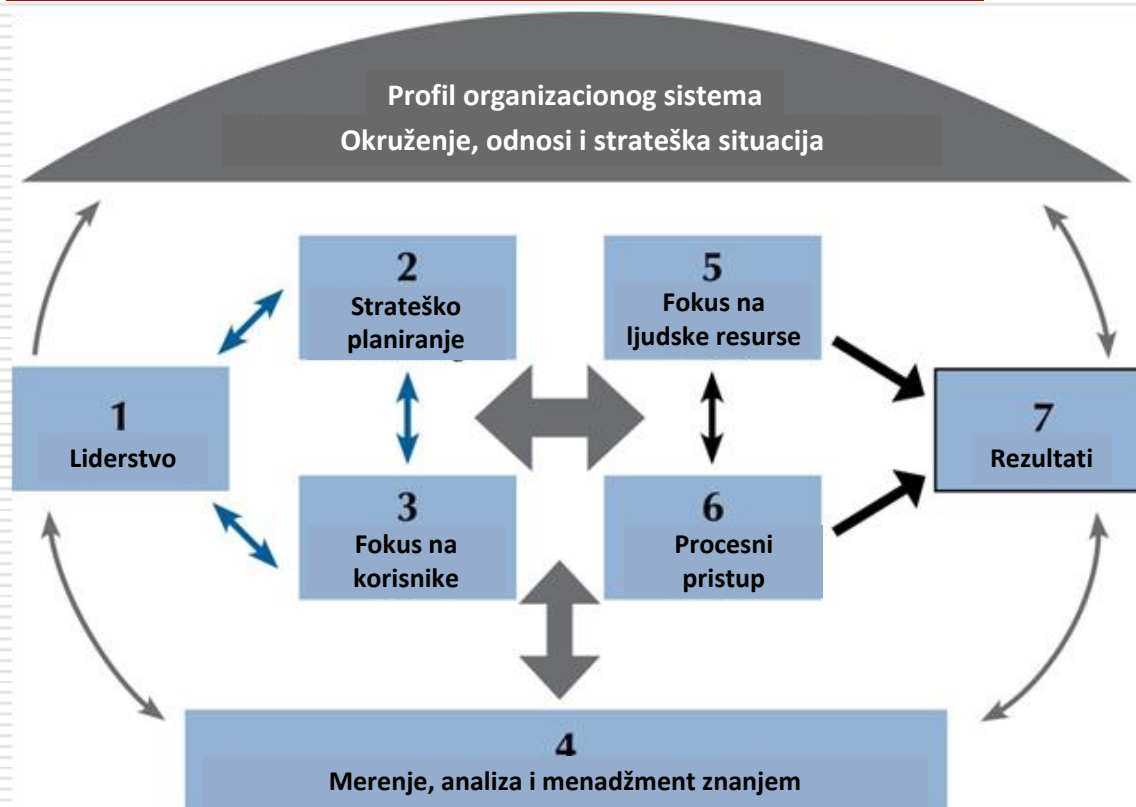 Profil organizacionog sistema
Okruženje, odnosi i strateška situacija
1
Liderstvo
2
Strateško
planiranje
3
Fokus na
korisnike
5
Fokus na
ljudske resurse
6
Procesni
pristup
7
Rezultati
4
Merenje, analiza i menadžment znanjem